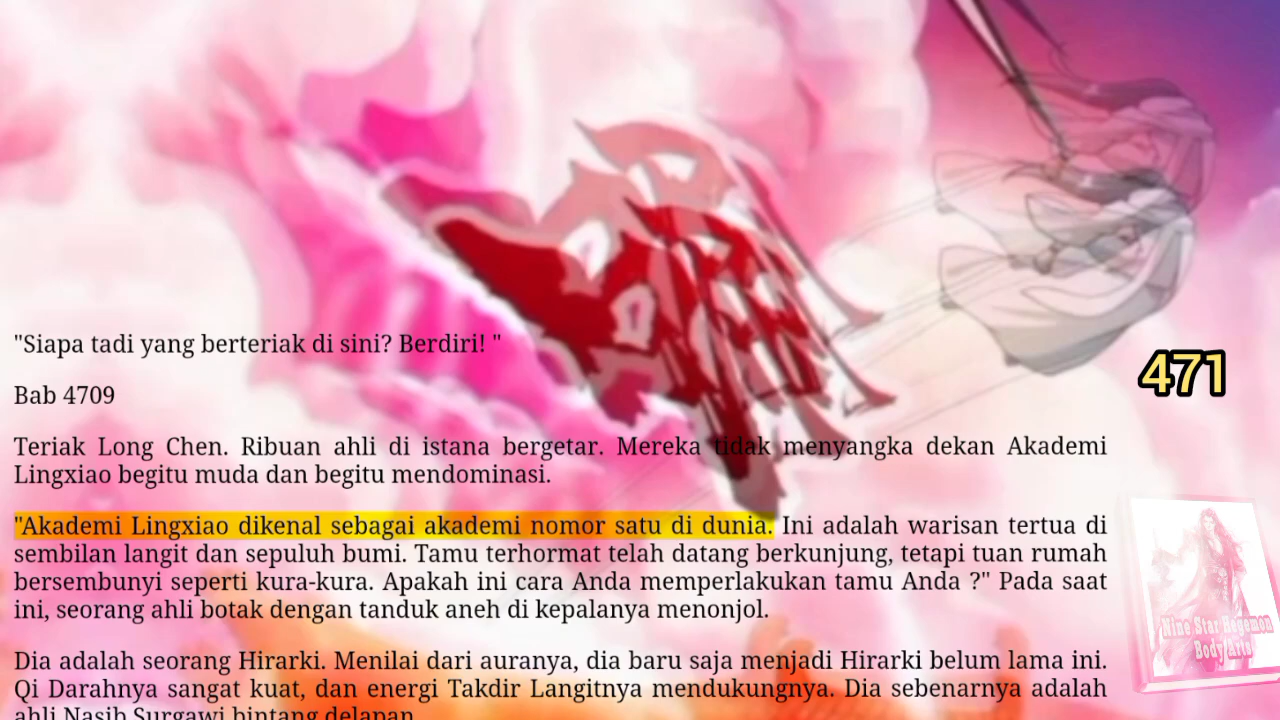 "Siapa tadi yang berteriak di sini? Berdiri! "
Bab 4709
Teriak Long Chen. Ribuan ahli di istana bergetar. Mereka tidak menyangka dekan Akademi
Lingxiao begitu muda dan begitu mendominasi.
"Akademi Lingxiao dikenal sebagai akademi nomor satu di dunia. Ini adalah warisan tertua di
sembilan langit dan sepuluh bumi. Tamu terhormat telah datang berkunjung, tetapi tuan rumah
bersembunyi seperti kura-kura. Apakah ini cara Anda memperlakukan tamu Anda ?" Pada saat
ini, seorang ahli botak dengan tanduk aneh di kepalanya menonjol.
Dia adalah seorang Hirarki. Menilai dari auranya, dia baru saja menjadi Hirarki belum lama ini.
Qi Darahnya sangat kuat, dan energi Takdir Langitnya mendukungnya. Dia sebenarnya adalah
ahli Nasib Surgawi bintang delapan.
471
Nine Star Hegemon
Body Arts